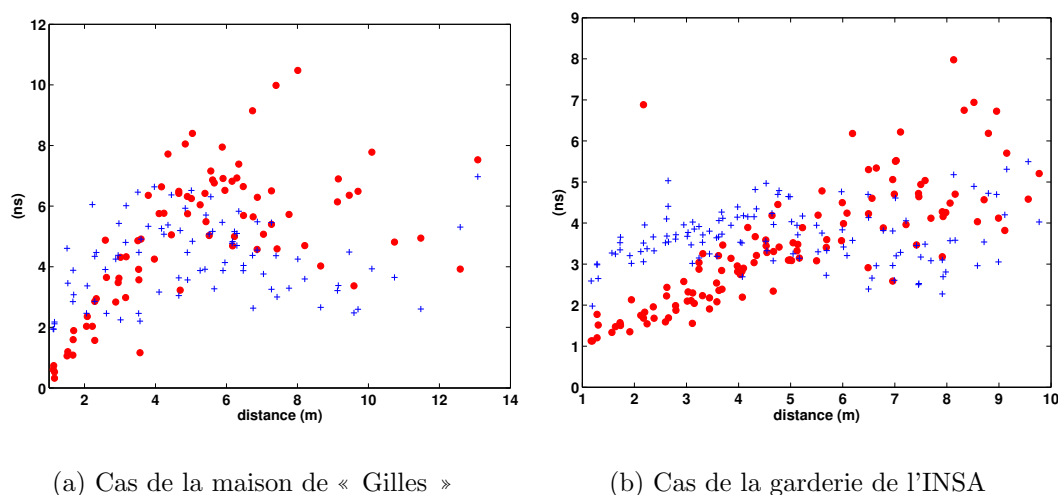 12
10
8
6
4
2
0
(ns)
2 4 6 8 10 12 14
distance (m)
9
8
7
6
5
4
3
2
1
0
(ns)
1 2 3 4 5 6 7 8 9 10
distance (m)
(a) Cas de la maison de « Gilles »
(b) Cas de la garderie de l'INSA